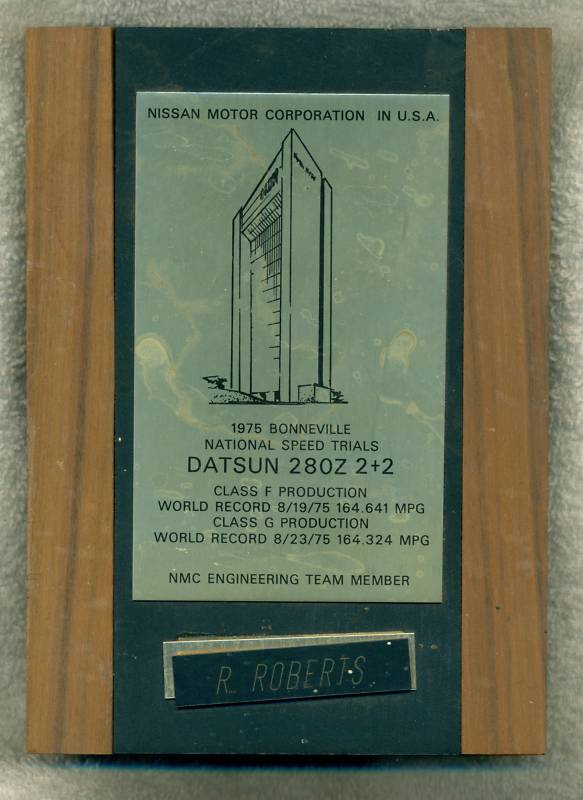 NISSAN MOTOR CORPORATION IN U.S.A.
1975 BONNEVILLE
NATIONAL SPEED TRIALS
DATSUN 280Z 2+2
CLASS F PRODUCTION
WORLD RECORD 8/19/75 164.641 MPG
CLASS G PRODUCTION
WORLD RECORD 8/23/75 164.324 MPG
NMC ENGINEERING TEAM MEMBER
R. ROBERTS